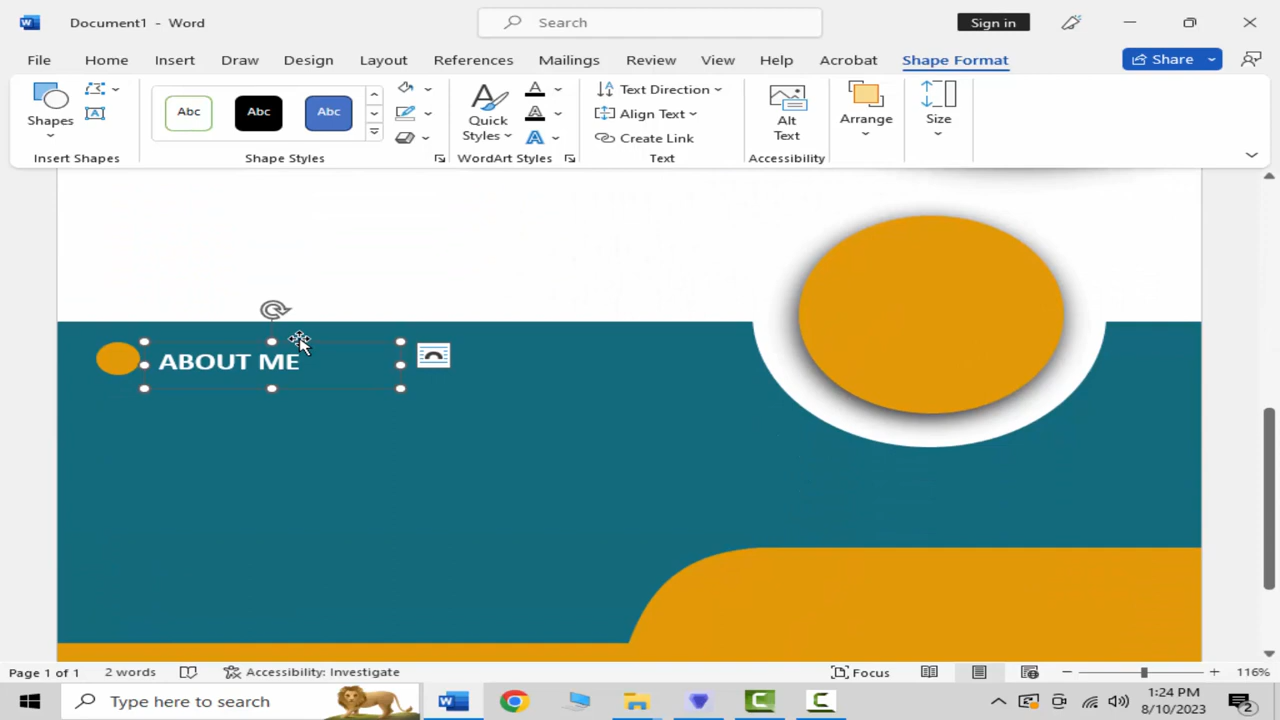 Document1 - Word
Search
Sign in
File Home Insert Draw Design Layout References Mailings Review View Help Acrobat Shape Format
Share
Shapes
Insert Shapes
Abc Abc Abc
Shape Styles
Quick
Styles
WordArt Styles
Text Direction
Align Text
Create Link
Text
Alt
Text
Accessibility
Arrange
Size
ABOUT ME
Page 1 of 1 2 words Accessibility: Investigate Focus 116%
Type here to search
1:24 PM
8/10/2023
2